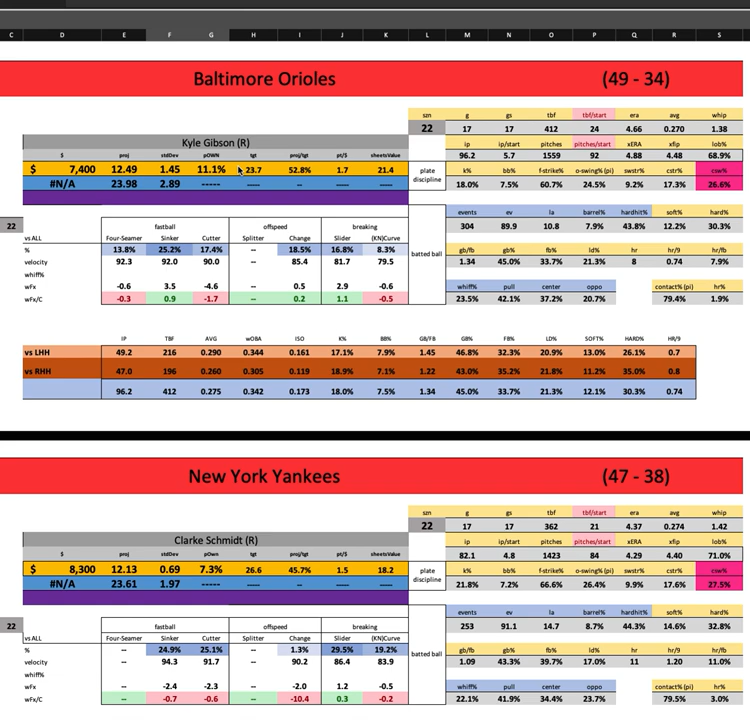 C D E F G H I J K L M N O P Q R S
Baltimore Orioles (49 - 34)
szn g gs tbf tbf/start era avg whip
22 17 17 412 24 4.66 0.270 1.38
Kyle Gibson (R) ip ip/start pitches pitches/start xERA xfip lob%
$ proj stdDev pOWN tgt proj/tgt pt/$ sheetsValue 96.2 5.7 1559 92 4.88 4.48 68.9%
$ 7,400 12.49 1.45 11.1% 23.7 52.8% 1.7 21.4 plate discipline k% bb% f-strike% o-swing% (pi) swstr% cstr% csw%
#N/A 23.98 2.89 ----- ---- -- ---- ---- 18.0% 7.5% 60.7% 24.5% 9.2% 17.3% 26.6%
events ev la barrel% hardhit% soft% hard%
22 fastball offspeed breaking 304 89.9 10.8 7.9% 43.8% 12.2% 30.3%
vs ALL Four-Seamer Sinker Cutter Splitter Change Slider (KN)Curve
% 13.8% 25.2% 17.4% -- 18.5% 16.8% 8.3% batted ball gb/fb gb% fb% ld% hr hr/9 hr/fb
velocity 92.3 92.0 90.0 -- 85.4 81.7 79.5 1.34 45.0% 33.7% 21.3% 8 0.74 7.9%
whiff%
wFx -0.6 3.5 -4.6 -- 0.5 2.9 -0.6 whiff% pull center oppo contact% (pi) hr%
wFx/C -0.3 0.9 -1.7 -- 0.2 1.1 -0.5 23.5% 42.1% 37.2% 20.7% 79.4% 1.9%
IP TBF AVG wOBA ISO K% BB% GB/FB GB% FB% LD% SOFT% HARD% HR/9
vs LHH 49.2 216 0.290 0.344 0.161 17.1% 7.9% 1.45 46.8% 32.3% 20.9% 13.0% 26.1% 0.7
vs RHH 47.0 196 0.260 0.305 0.119 18.9% 7.1% 1.22 43.0% 35.2% 21.8% 11.2% 35.0% 0.8
96.2 412 0.275 0.342 0.173 18.0% 7.5% 1.34 45.0% 33.7% 21.3% 12.1% 30.3% 0.74
New York Yankees (47 - 38)
szn g gs tbf tbf/start era avg whip
22 17 17 362 21 4.37 0.274 1.42
Clarke Schmidt (R) ip ip/start pitches pitches/start xERA xfip lob%
$ proj stdDev pOwn tgt proj/tgt pt/$ sheetsValue 82.1 4.8 1423 84 4.29 4.40 71.0%
$ 8,300 12.13 0.69 7.3% 26.6 45.7% 1.5 18.2 plate discipline k% bb% f-strike% o-swing% (pi) swstr% cstr% csw%
#N/A 23.61 1.97 ----- ---- -- ---- ---- 21.8% 7.2% 66.6% 26.4% 9.9% 17.6% 27.5%
events ev la barrel% hardhit% soft% hard%
22 fastball offspeed breaking 253 91.1 14.7 8.7% 44.3% 14.6% 32.8%
vs ALL Four-Seamer Sinker Cutter Splitter Change Slider (KN)Curve
% -- 24.9% 25.1% -- 1.3% 29.5% 19.2% batted ball gb/fb gb% fb% ld% hr hr/9 hr/fb
velocity -- 94.3 91.7 -- 90.2 86.4 83.9 1.09 43.3% 39.7% 17.0% 11 1.20 11.0%
whiff%
wFx -- -2.4 -2.3 -- -2.0 1.2 -0.5 whiff% pull center oppo contact% (pi) hr%
wFx/C -- -0.7 -0.6 -- -10.4 0.3 -0.2 22.1% 41.9% 34.4% 23.7% 79.5% 3.0%